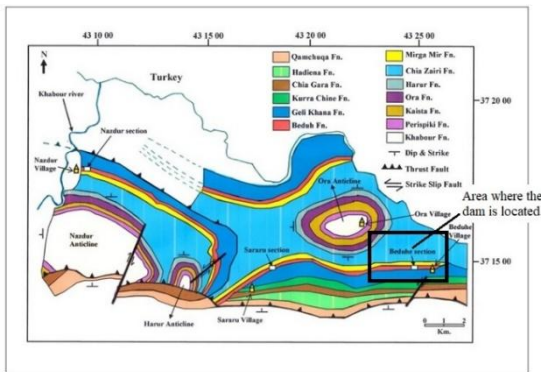 43 10 00
43 15 00
43 20 00
43 25 00
N
Turkey
Khabour river
Nazdur section
Nazdur
Village
Nazdur
Anticline
Harur Anticline
Sararu section
Sararu Village
Ora Anticline
Ora Village
Beduhe section
Beduhe
Village
Area where the
dam is located
37 20 00
37 15 00
Qamchuqa Fn.
Hadiena Fn.
Chia Gara Fn.
Kurra Chine Fn.
Geli Khana Fn.
Beduh Fn.
Mirga Mir Fn.
Chia Zairi Fn.
Harur Fn.
Ora Fn.
Kaista Fn.
Perispiki Fn.
Khabour Fn.
Dip & Strike
Thrust Fault
Strike Slip Fault
0
2
Km.